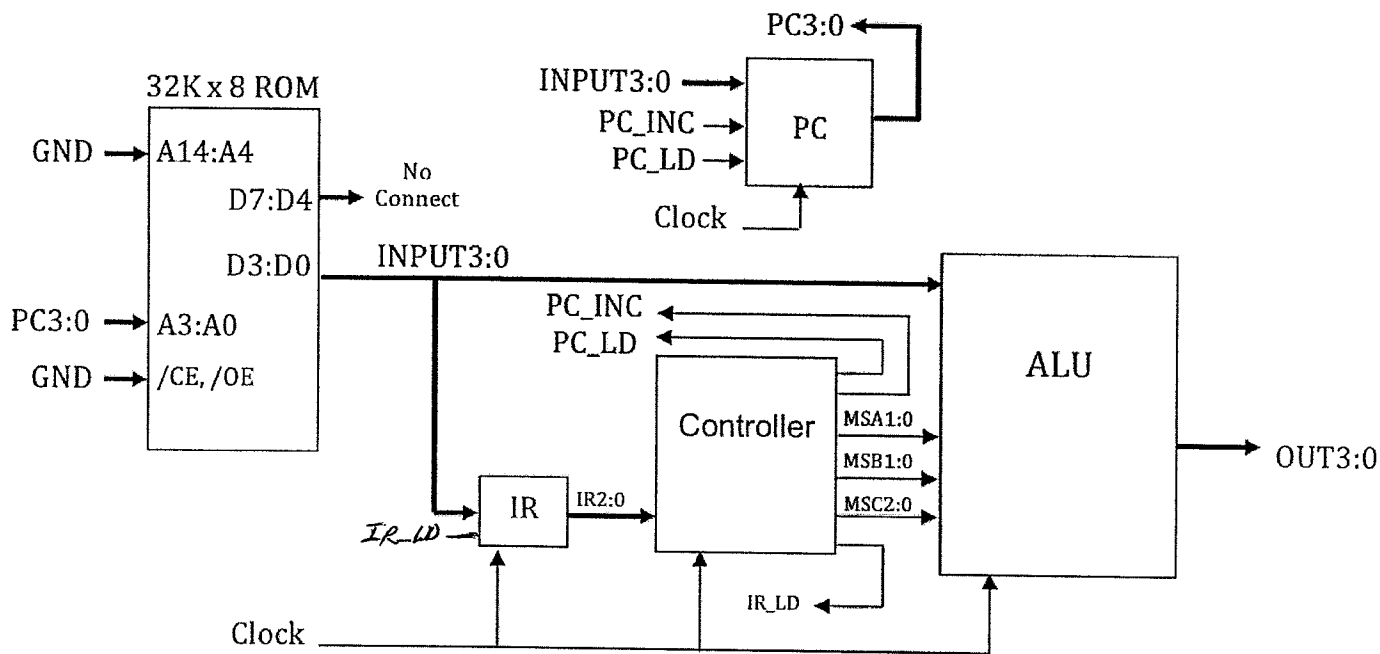 PC3:0
32K x 8 ROM
INPUT3:0
PC_INC
PC_LD
PC
GND
A14:A4
D7:D4
No
Connect
Clock
D3:D0
INPUT3:0
PC3:0
A3:A0
PC_INC
PC_LD
GND
/CE, /OE
ALU
Controller
MSA1:0
MSB1:0
MSC2:0
OUT3:0
IR
IR2:0
IR_LD
IR_LD
Clock